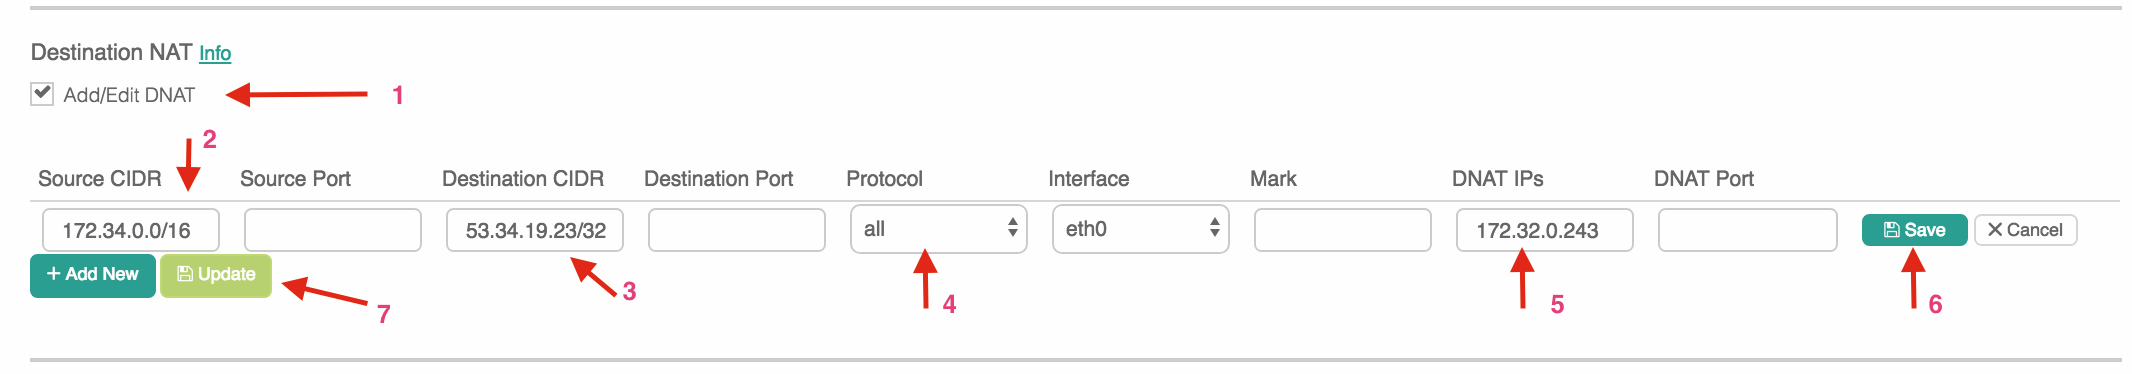 Destination NAT Info
Add/Edit DNAT 1
2
Source CIDR Source Port Destination CIDR Destination Port Protocol Interface Mark DNAT IPs DNAT Port
172.34.0.0/16 53.34.19.23/32 all eth0 172.32.0.243 Save Cancel
+ Add New Update
7 3 4 5 6